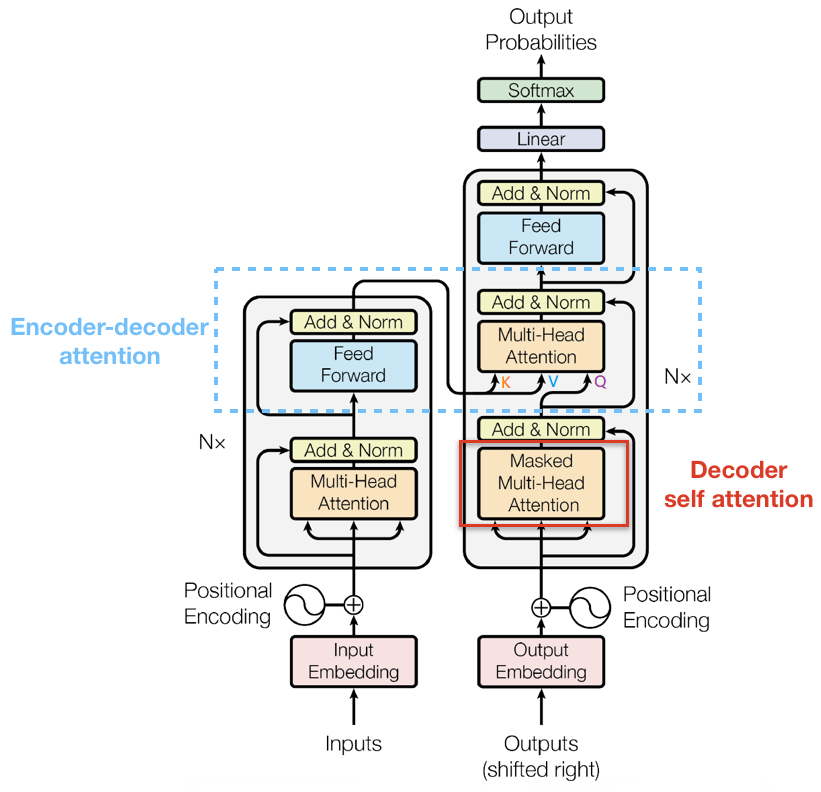 Output
Probabilities
Softmax
Linear
Add & Norm
Feed
Forward
Encoder-decoder
attention
Add & Norm
Multi-Head
Attention
K
V
Q
N×
Add & Norm
Feed
Forward
N×
Add & Norm
Multi-Head
Attention
Add & Norm
Masked
Multi-Head
Attention
Decoder
self attention
Positional
Encoding
Positional
Encoding
Input
Embedding
Output
Embedding
Inputs
Outputs
(shifted right)